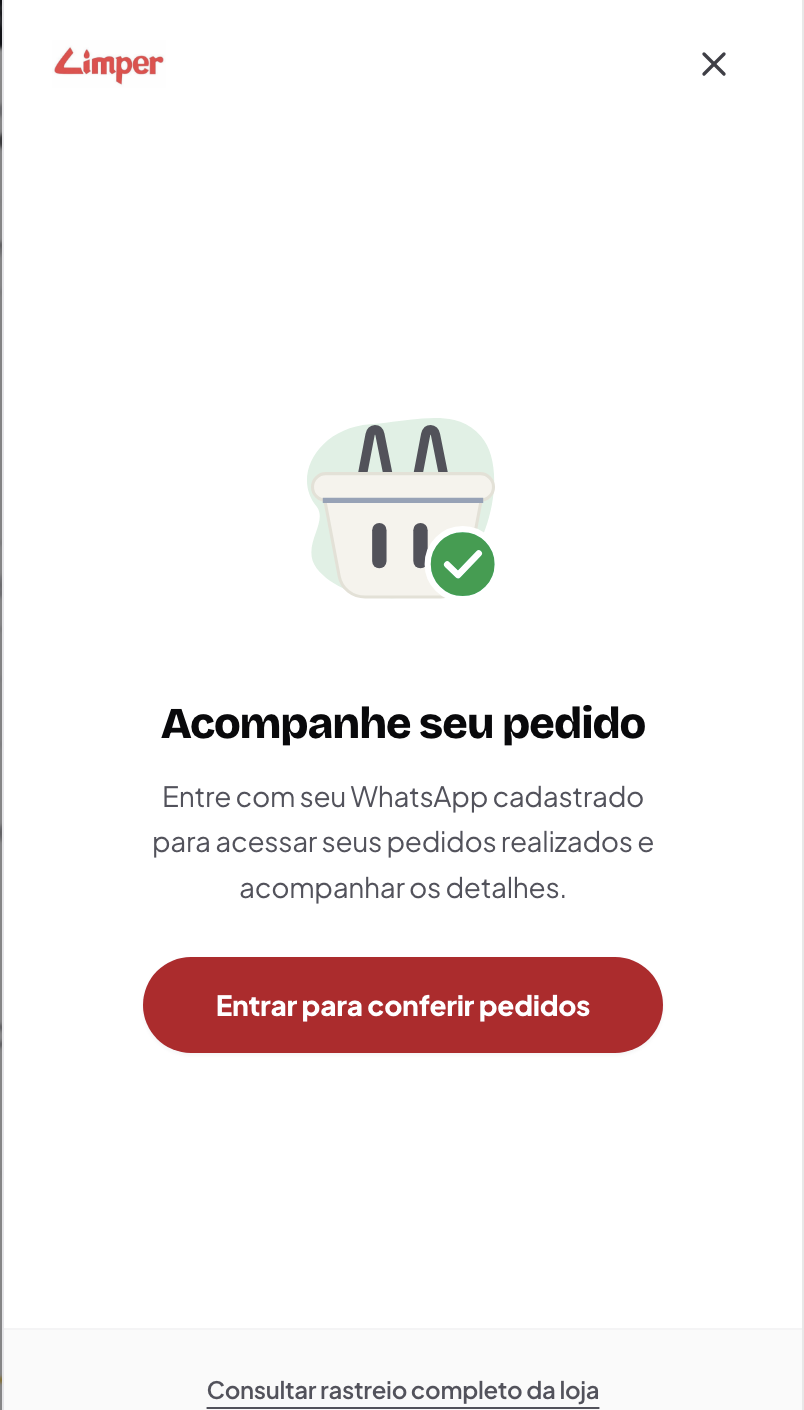 Limper
Acompanhe seu pedido
Entre com seu WhatsApp cadastrado
para acessar seus pedidos realizados e
acompanhar os detalhes.
Entrar para conferir pedidos
Consultar rastreio completo da loja